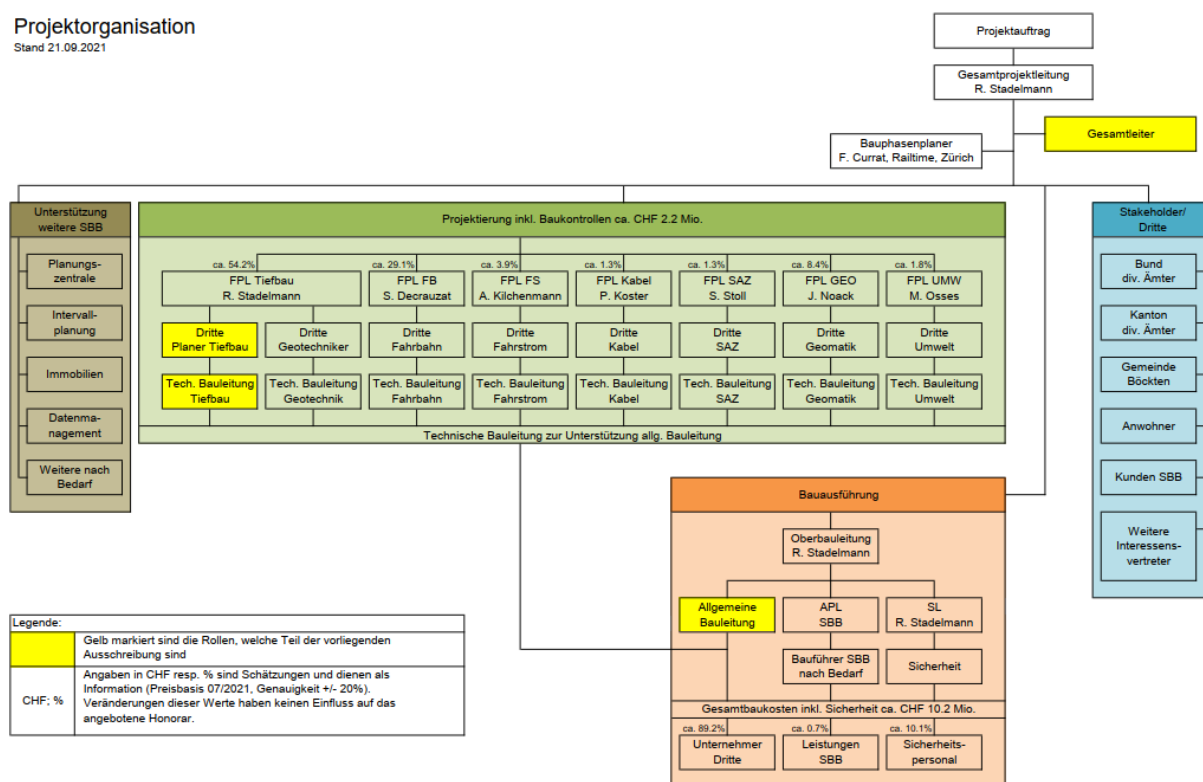 Projektorganisation
Stand 21.09.2021
Projektauftrag
Gesamtprojektleitung
R. Stadelmann
Gesamtleiter
Bauphasenplaner
F. Currat, Railtime, Zürich
Unterstützung
weitere SBB
Planungs-
zentrale
Intervall-
planung
Immobilien
Datenma-
nagement
Weitere nach
Bedarf
Projektierung inkl. Baukontrollen ca. CHF 2.2 Mio.
ca. 54.2%
ca. 29.1%
ca. 3.9%
ca. 1.3%
ca. 1.3%
ca. 8.4%
ca. 1.8%
FPL Tiefbau
R. Stadelmann
FPL FB
S. Decrauzat
FPL FS
A. Kilchenmann
FPL Kabel
P. Koster
FPL SAZ
S. Stoll
FPL GEO
J. Noack
FPL UMW
M. Osses
Dritte
Planer Tiefbau
Dritte
Geotechniker
Dritte
Fahrbahn
Dritte
Fahrstrom
Dritte
Kabel
Dritte
SAZ
Dritte
Geomatik
Dritte
Umwelt
Tech. Bauleitung
Tiefbau
Tech. Bauleitung
Geotechnik
Tech. Bauleitung
Fahrbahn
Tech. Bauleitung
Fahrstrom
Tech. Bauleitung
Kabel
Tech. Bauleitung
SAZ
Tech. Bauleitung
Geomatik
Tech. Bauleitung
Umwelt
Technische Bauleitung zur Unterstützung allg. Bauleitung
Stakeholder/
Dritte
Bund
div. Ämter
Kanton
div. Ämter
Gemeinde
Böckten
Anwohner
Kunden SBB
Weitere
Interessens-
vertreter
Bauausführung
Oberbauleitung
R. Stadelmann
Allgemeine
Bauleitung
APL
SBB
SL
R. Stadelmann
Bauführer SBB
nach Bedarf
Sicherheit
Gesamtbaukosten inkl. Sicherheit ca. CHF 10.2 Mio.
ca. 89.2%
ca. 0.7%
ca. 10.1%
Unternehmer
Dritte
Leistungen
SBB
Sicherheits-
personal
Legende:
Gelb markiert sind die Rollen, welche Teil der vorliegenden
Ausschreibung sind
CHF; %
Angaben in CHF resp. % sind Schätzungen und dienen als
Information (Preisbasis 07/2021, Genauigkeit +/- 20%).
Veränderungen dieser Werte haben keinen Einfluss auf das
angebotene Honorar.